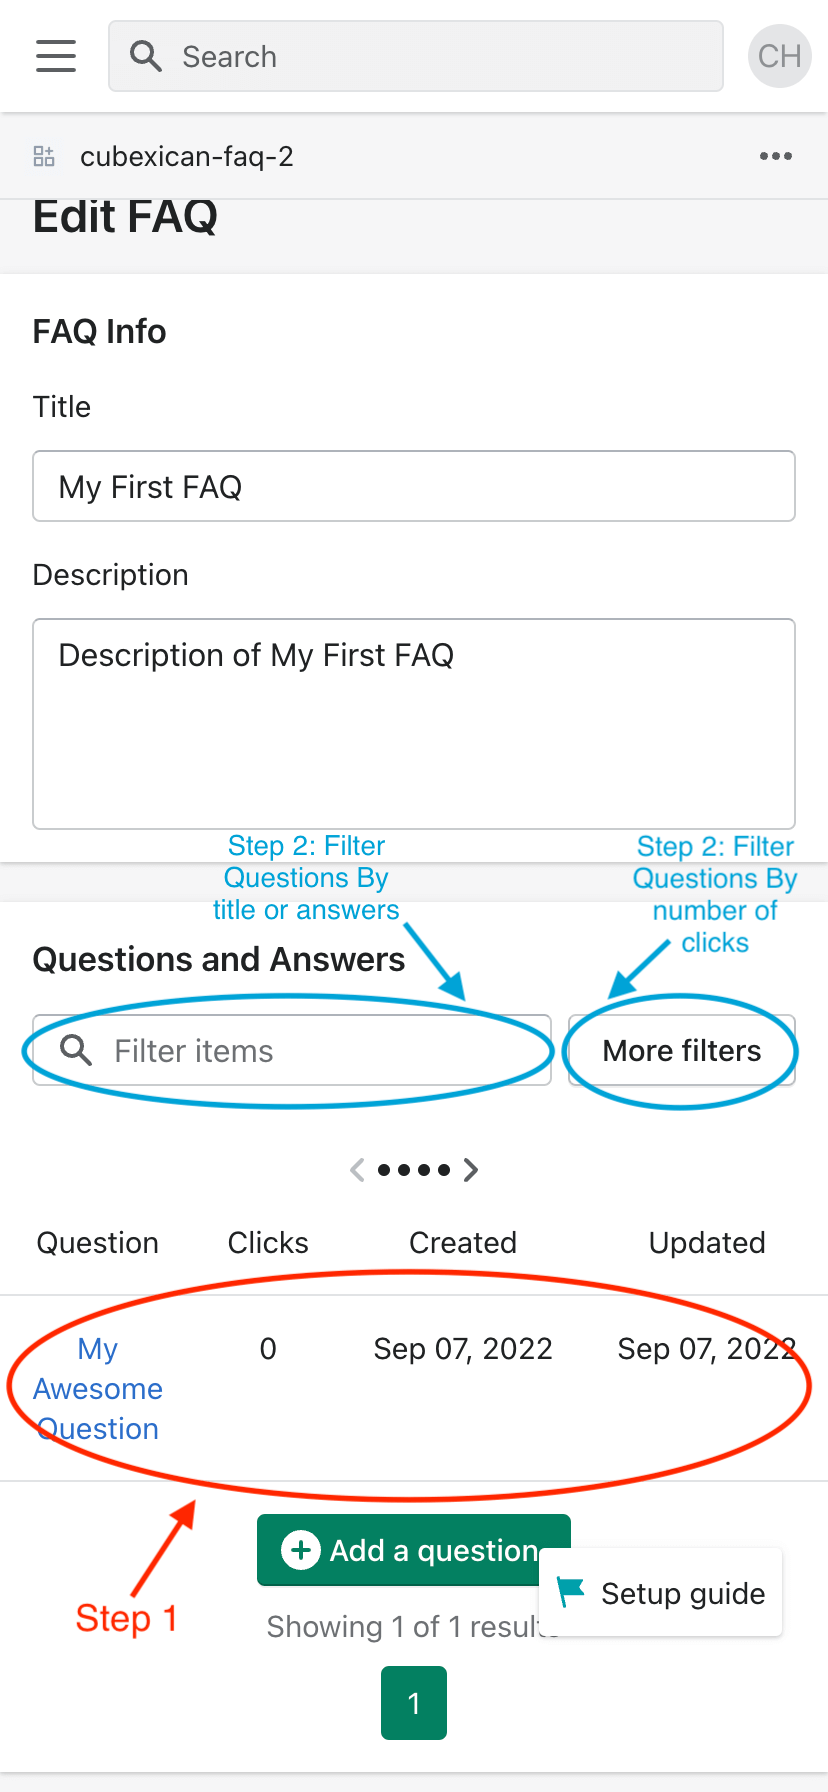 Search
CH
cubexican-faq-2
Edit FAQ
FAQ Info
Title
My First FAQ
Description
Description of My First FAQ
Step 2: Filter
Questions By
title or answers
Step 2: Filter
Questions By
number of
clicks
Questions and Answers
Filter items
More filters
Question Clicks Created Updated
My 0 Sep 07, 2022 Sep 07, 2022
Awesome
Question
Step 1
Add a question
Setup guide
Showing 1 of 1 results
1